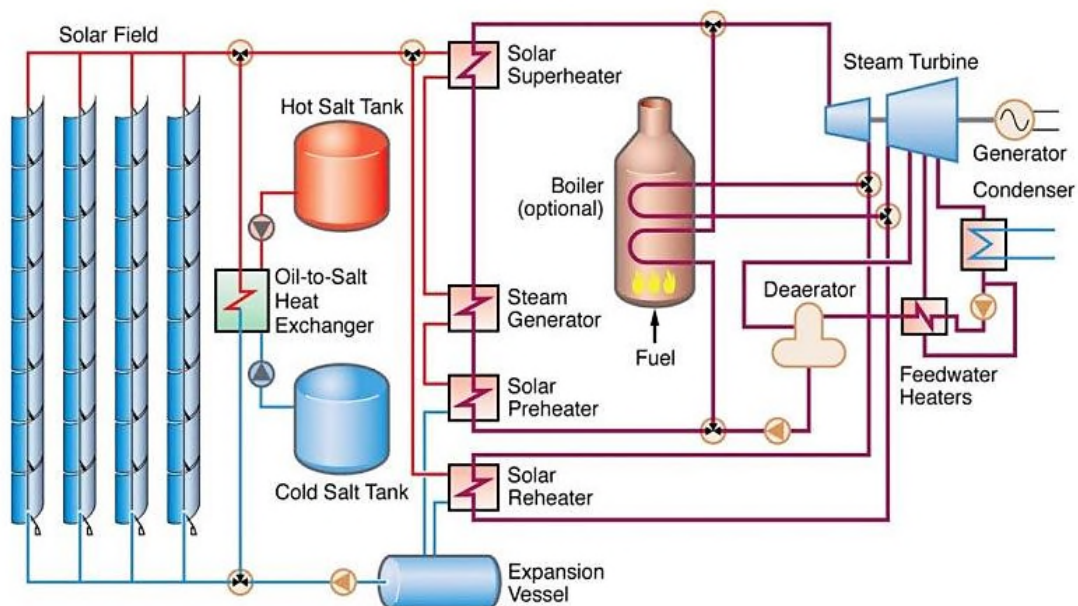 Solar Field
Hot Salt Tank
Oil-to-Salt
Heat
Exchanger
Cold Salt Tank
Solar
Superheater
Steam
Generator
Solar
Preheater
Solar
Reheater
Expansion
Vessel
Boiler
(optional)
Fuel
Steam Turbine
Generator
Condenser
Deaerator
Feedwater
Heaters